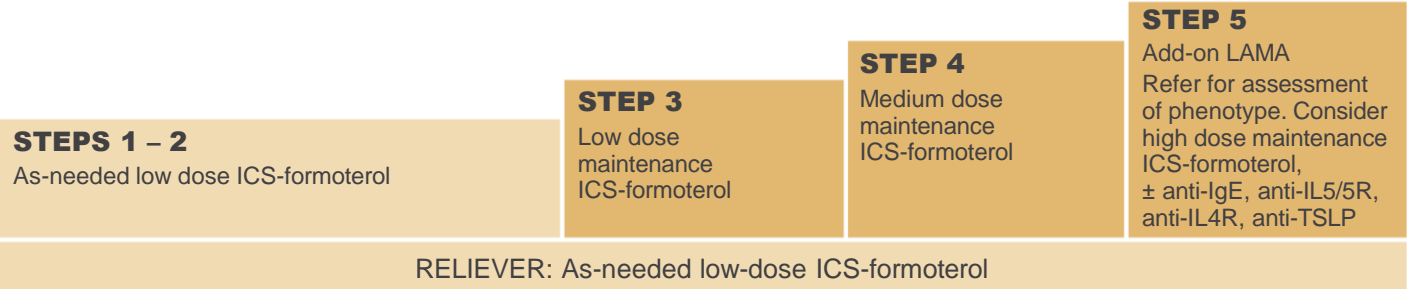 STEPS 1 – 2
As-needed low dose ICS-formoterol
STEP 3
Low dose
maintenance
ICS-formoterol
STEP 4
Medium dose
maintenance
ICS-formoterol
STEP 5
Add-on LAMA
Refer for assessment
of phenotype. Consider
high dose maintenance
ICS-formoterol,
± anti-IgE, anti-IL5/5R,
anti-IL4R, anti-TSLP
RELIEVER: As-needed low-dose ICS-formoterol